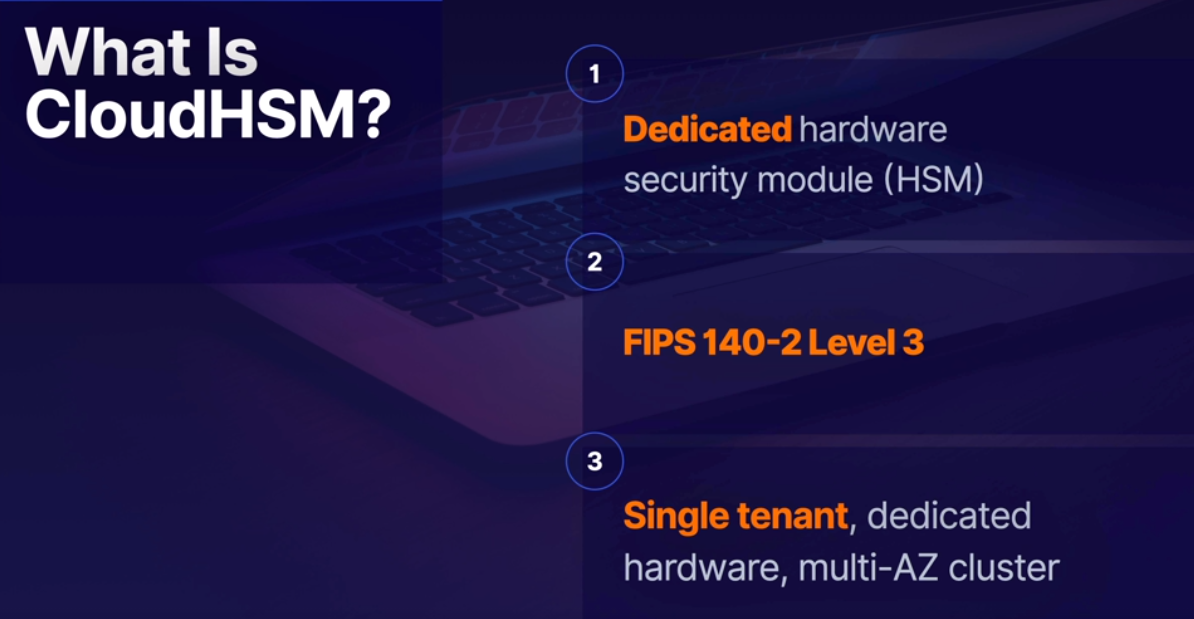 What Is
CloudHSM?
1
Dedicated hardware
security module (HSM)
2
FIPS 140-2 Level 3
3
Single tenant, dedicated
hardware, multi-AZ cluster